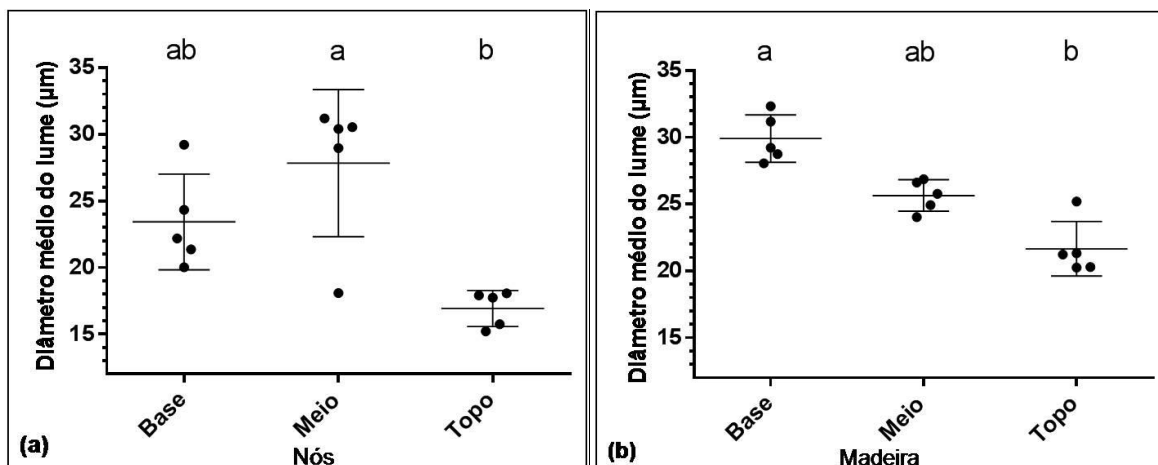 ab a b
Diâmetro médio do lume (µm)
35
30
25
20
15
Base Meio Topo
(a) Nós
a ab b
Diâmetro médio do lume (µm)
35
30
25
20
15
Base Meio Topo
(b) Madeira